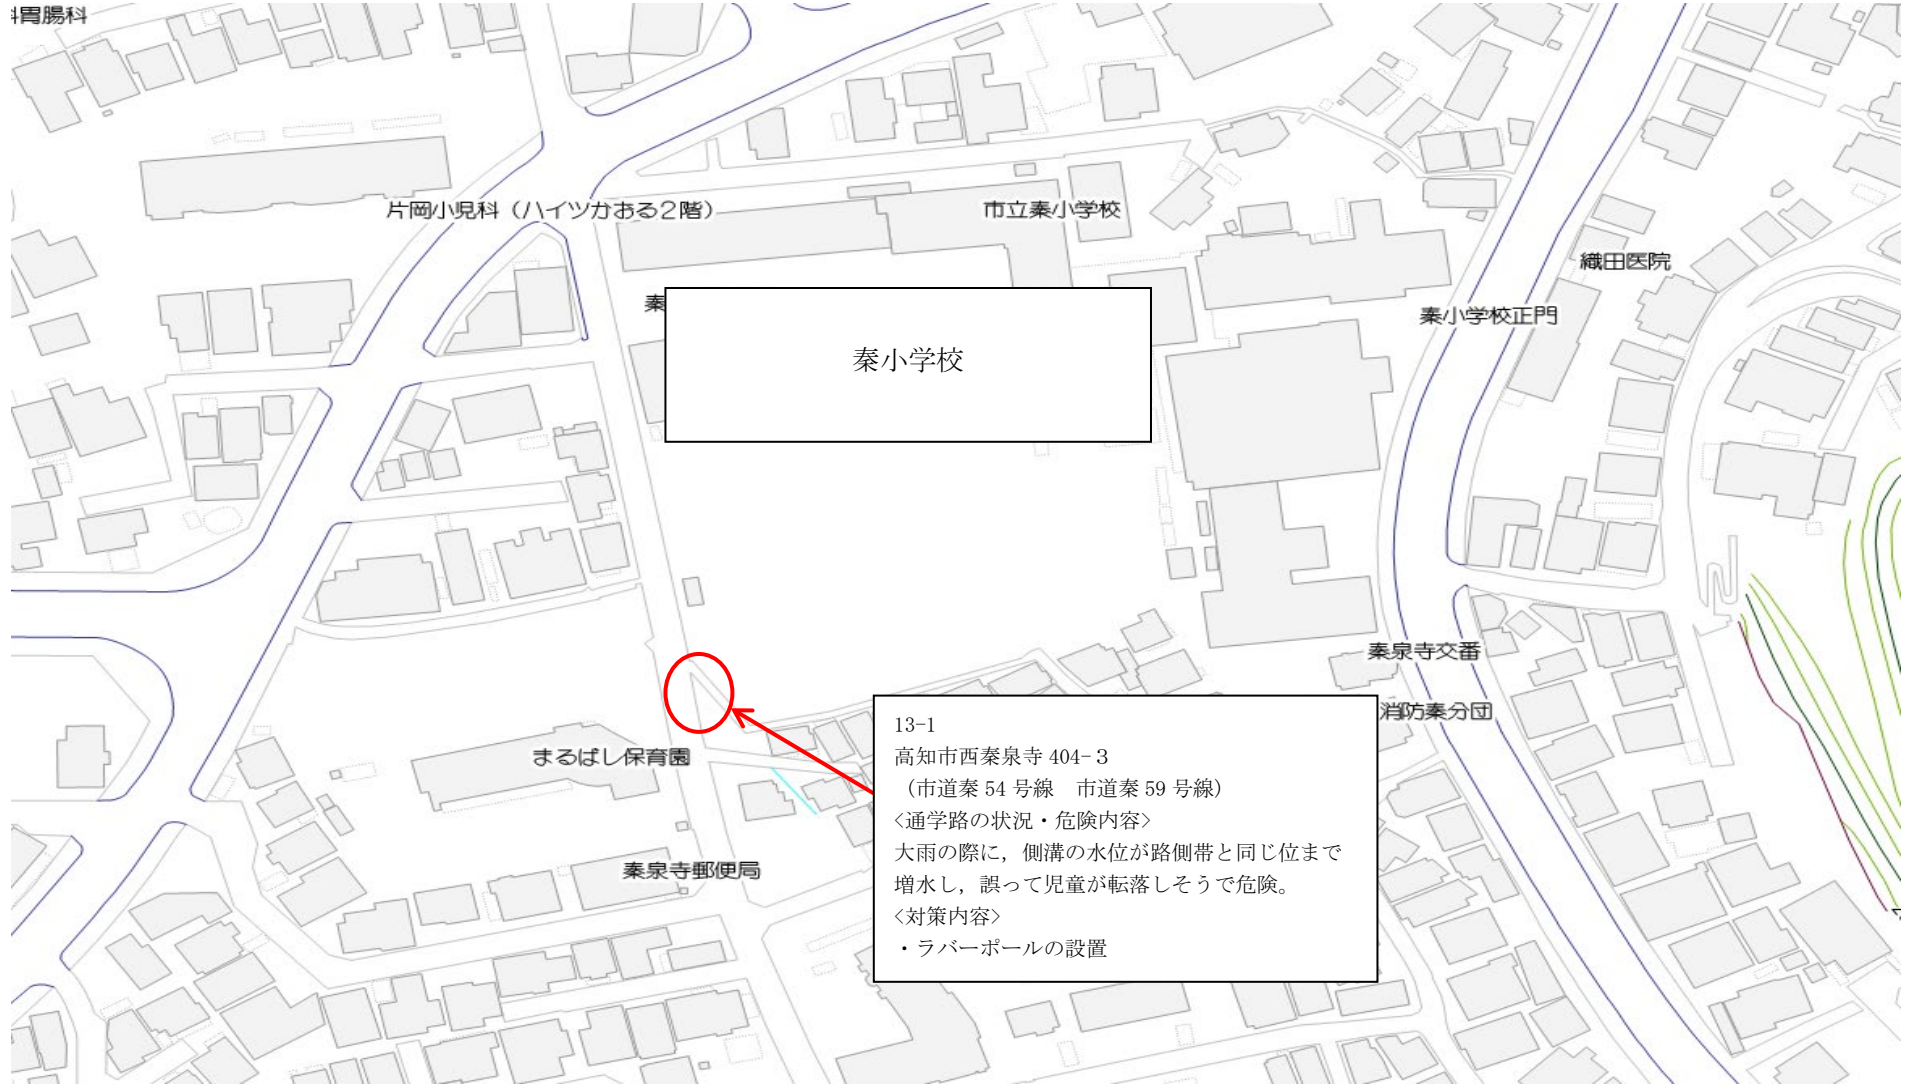 胃腸科
片岡小児科（ハイツかおる２階）
市立秦小学校
織田医院
秦
秦小学校正門
秦小学校
秦泉寺交番
消防秦分団
まるばし保育園
秦泉寺郵便局
13-1
高知市西秦泉寺 404-３
（市道秦 54 号線　市道秦 59 号線）
<通学路の状況・危険内容>
大雨の際に，側溝の水位が路側帯と同じ位まで
増水し，誤って児童が転落しそうで危険。
<対策内容>
・ラバーポールの設置